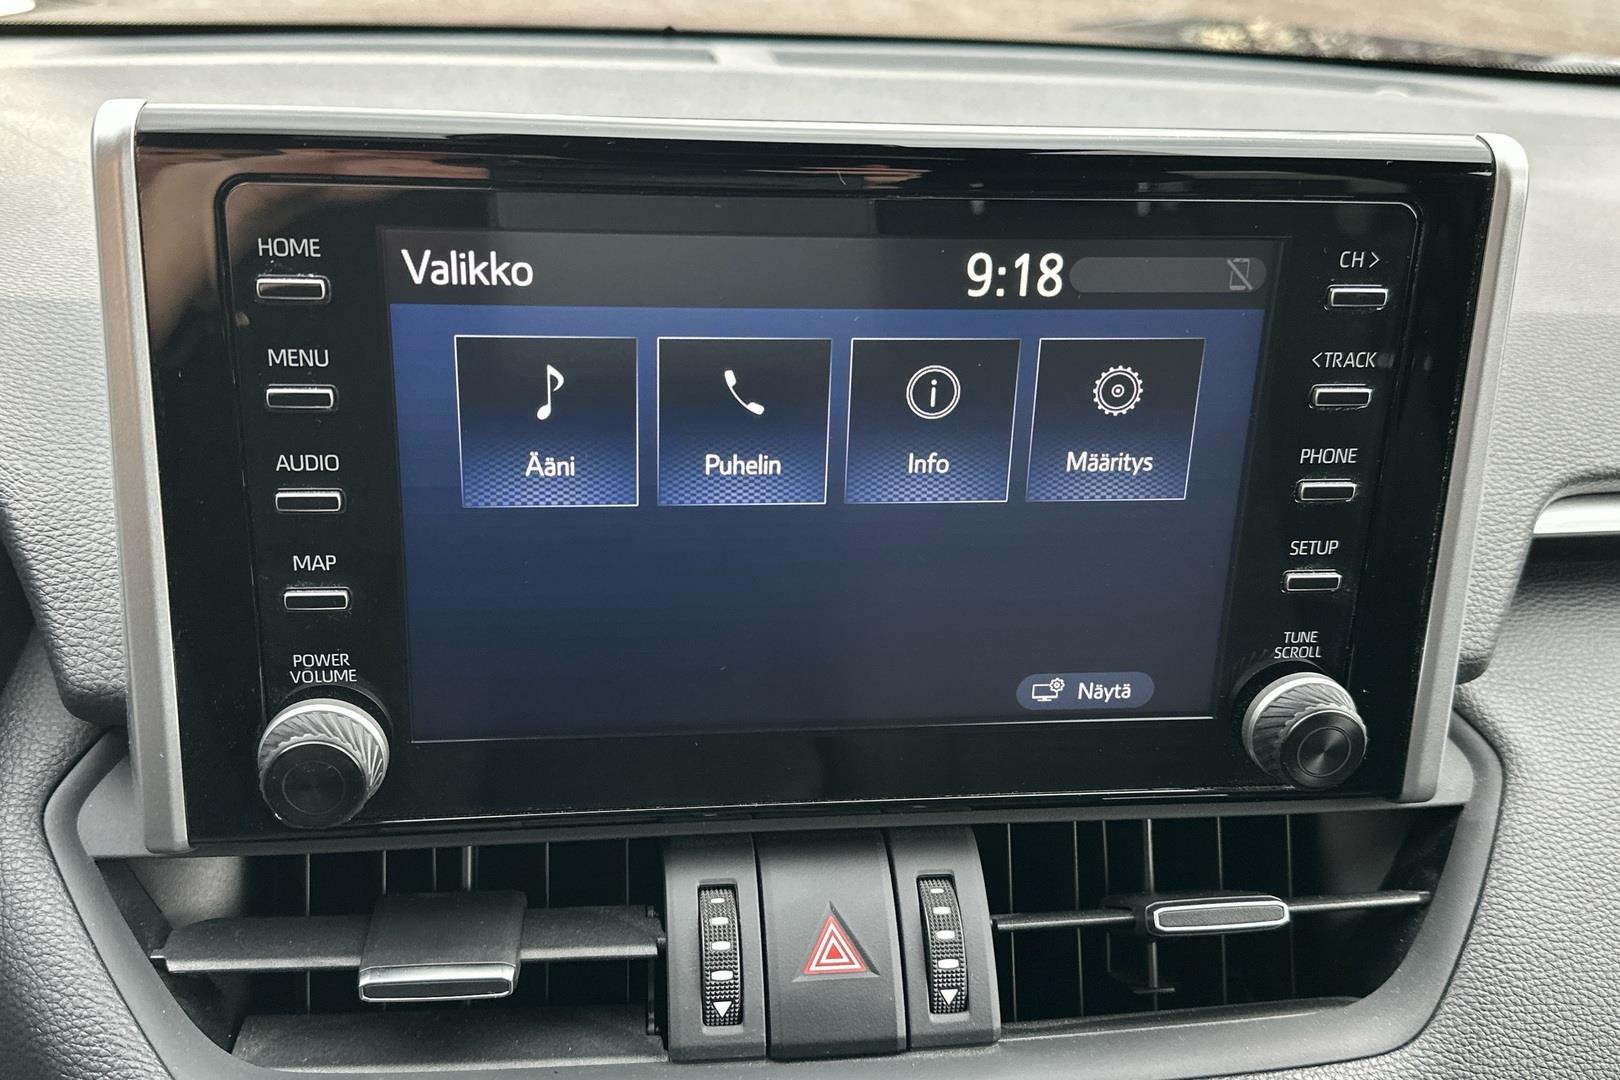 HOME
MENU
AUDIO
MAP
POWER
VOLUME
Valikko
9:18
Ääni
Puhelin
Info
Määritys
Näytä
CH >
< TRACK
PHONE
SETUP
TUNE
SCROLL